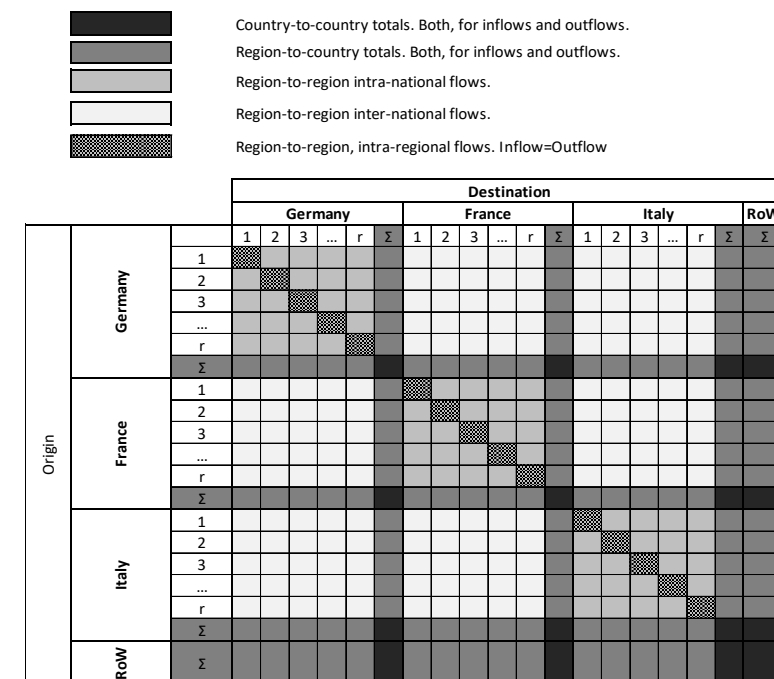 Country-to-country totals. Both, for inflows and outflows.
Region-to-country totals. Both, for inflows and outflows.
Region-to-region intra-national flows.
Region-to-region inter-national flows.
Region-to-region, intra-regional flows. Inflow=Outflow
Destination
Germany France Italy RoW
1 2 3 ... r Σ 1 2 3 ... r Σ 1 2 3 ... r Σ Σ
Origin
Germany
1
2
3
...
r
Σ
France
1
2
3
...
r
Σ
Italy
1
2
3
...
r
Σ
RoW
Σ